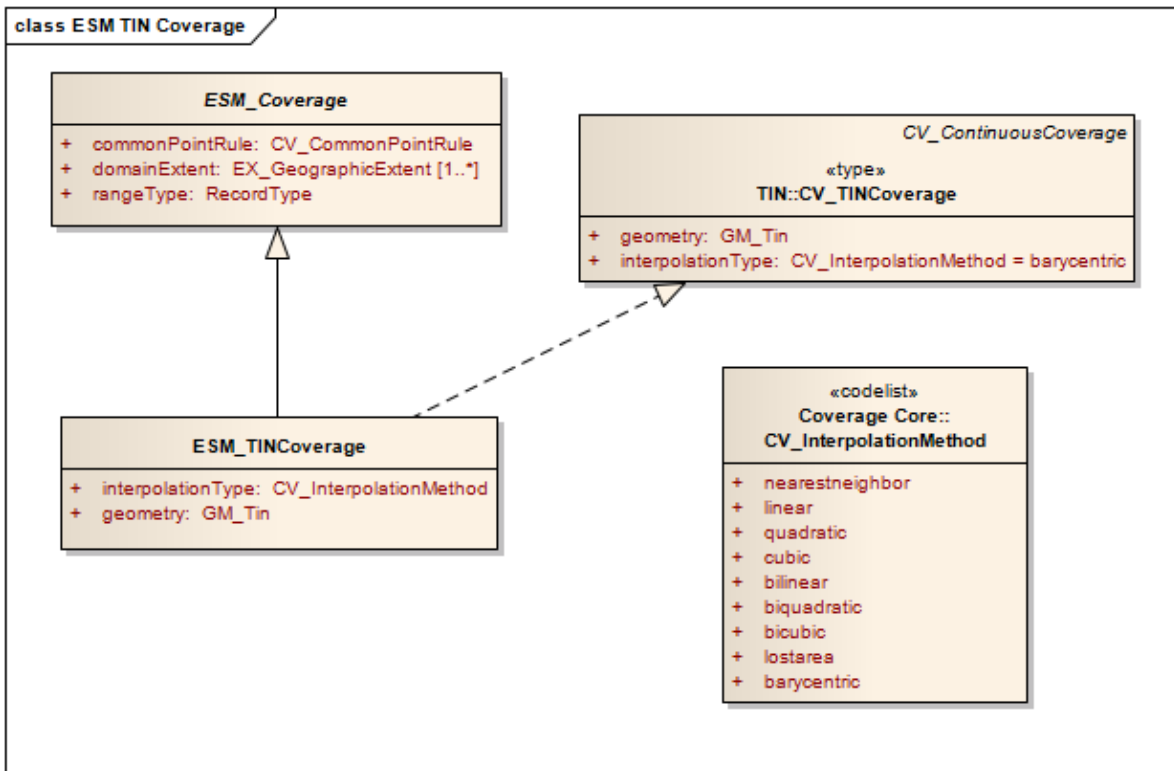 class ESM TIN Coverage
ESM_Coverage
+ commonPointRule: CV_CommonPointRule
+ domainExtent: EX_GeographicExtent [1..*]
+ rangeType: RecordType
CV_ContinuousCoverage
«type»
TIN::CV_TINCoverage
+ geometry: GM_Tin
+ interpolationType: CV_InterpolationMethod = barycentric
ESM_TINCoverage
+ interpolationType: CV_InterpolationMethod
+ geometry: GM_Tin
«codelist»
Coverage Core::
CV_InterpolationMethod
+ nearestneighbor
+ linear
+ quadratic
+ cubic
+ bilinear
+ biquadratic
+ bicubic
+ lostarea
+ barycentric